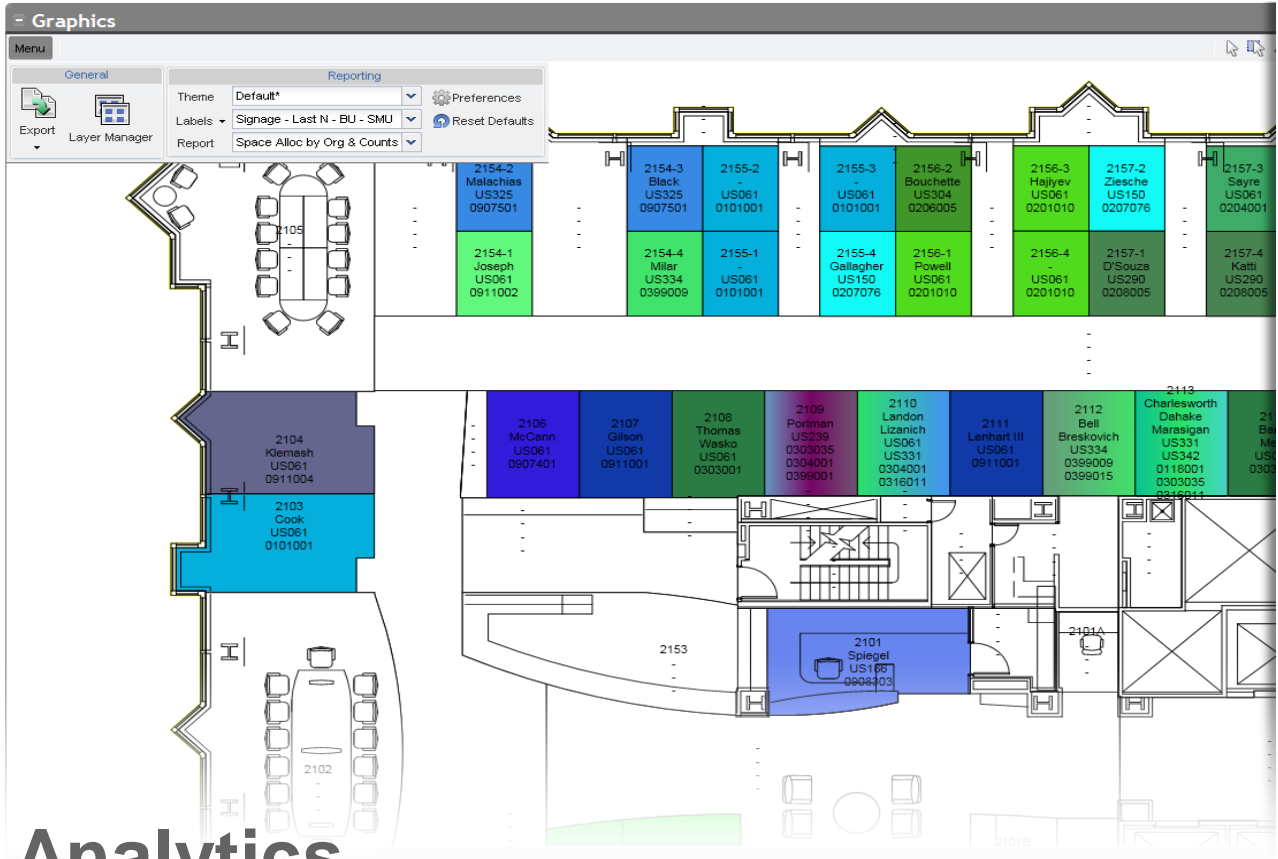 Graphics
Menu
General
Reporting
Export
Layer Manager
Theme
Default*
Preferences
Labels
Signage - Last N - BU - SMU
Reset Defaults
Report
Space Alloc by Org & Counts
2154-2
Malachias
US325
0907501
2154-3
Black
US325
0907501
2155-2
-
US061
0101001
2155-3
-
US061
0101001
2156-2
Bouchette
US304
0206005
2156-3
Hajiyev
US061
0201010
2157-2
Ziesche
US150
0207076
2157-3
Sayre
US061
0204001
2105
2154-1
Joseph
US061
0911002
2154-4
Milar
US334
0399009
2155-1
-
US061
0101001
2155-4
Gallagher
US150
0207076
2156-1
Powell
US061
0201010
2156-4
-
US061
0201010
2157-1
D'Souza
US290
0208005
2157-4
Katti
US290
0208005
2104
Klemash
US061
0911004
2106
McCann
US061
0907401
2107
Gilson
US061
0911001
2108
Thomas
Wasko
US061
0303001
2109
Portman
US239
0303035
0304001
0399001
2110
Landon
Lizanich
US061
US331
0304001
0316011
2111
Lenhart III
US061
0911001
2112
Bell
Breskovich
US334
0399009
0399015
2113
Charlesworth
Dahake
Marasigan
US331
US342
0118001
0303035
0316011
2103
Cook
US061
0101001
2153
2101
Spiegel
US186
0908303
2101A
2102
2101B
Analytics